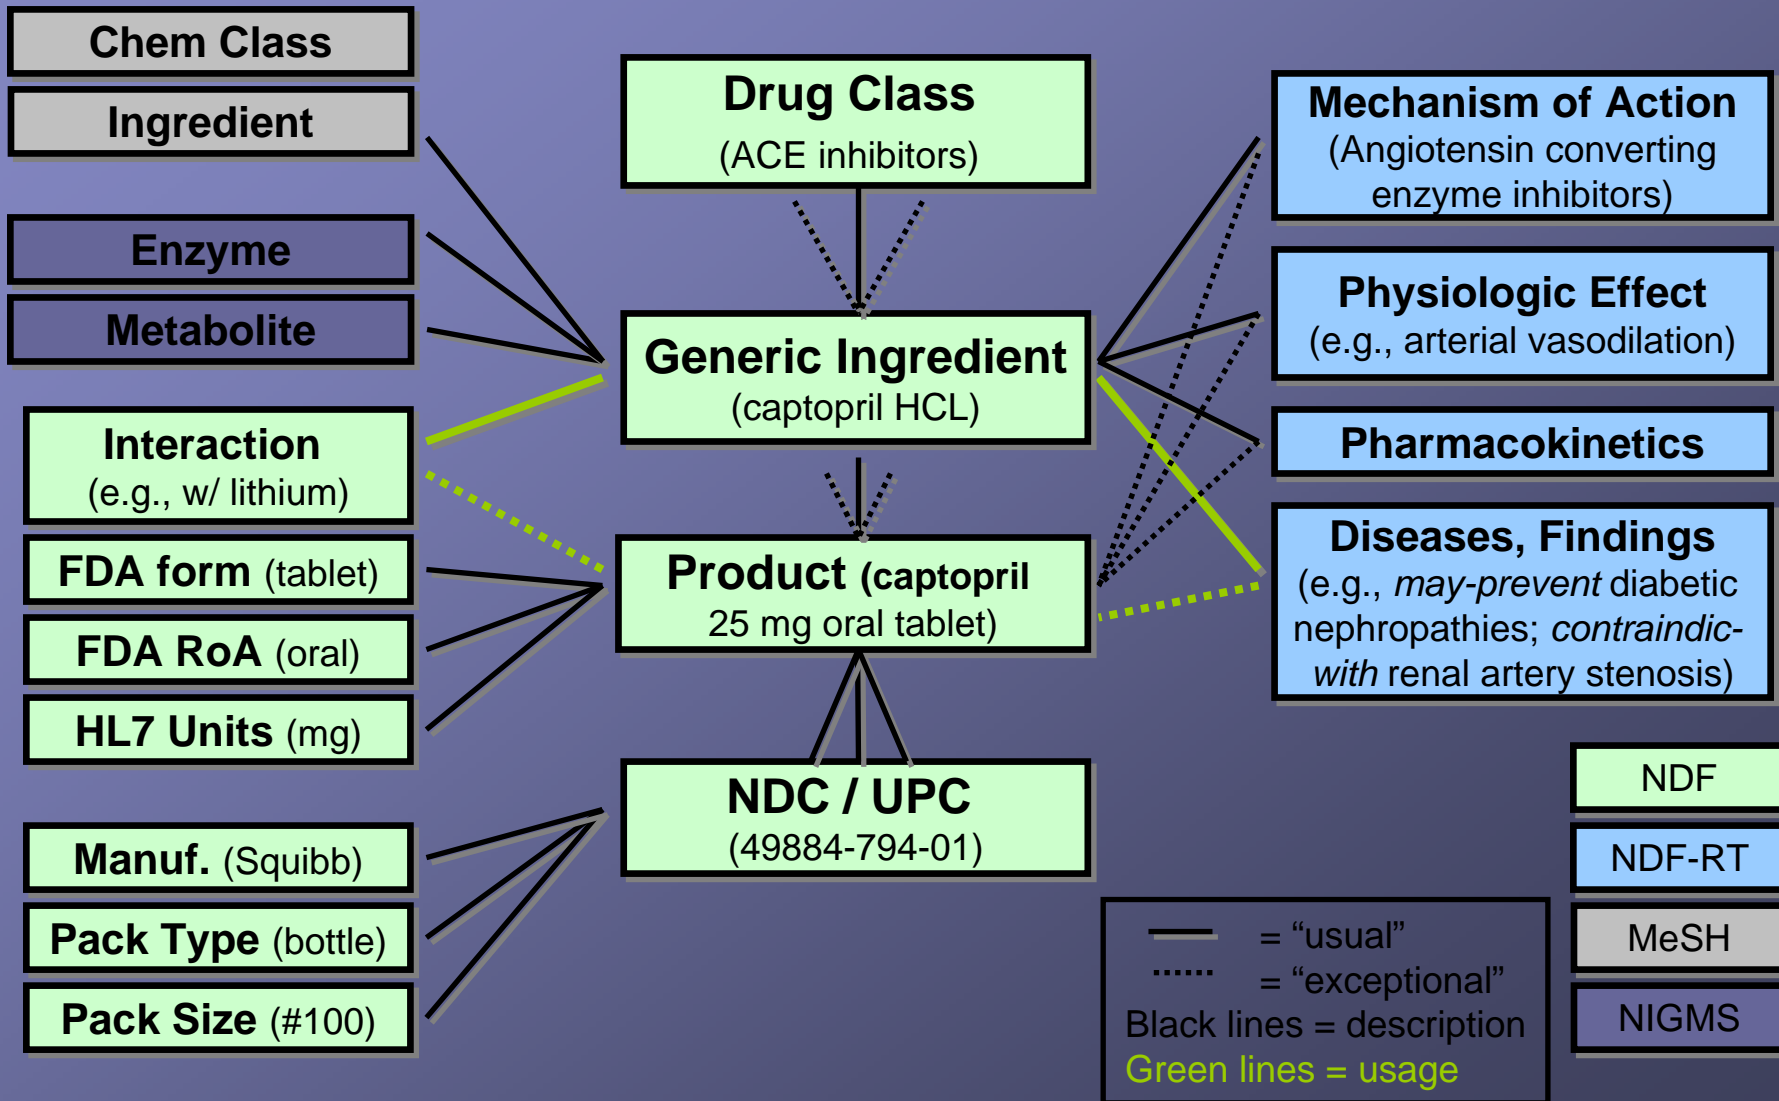 Chem Class
Ingredient
Enzyme
Metabolite
Interaction
(e.g., w/ lithium)
FDA form (tablet)
FDA RoA (oral)
HL7 Units (mg)
Manuf. (Squibb)
Pack Type (bottle)
Pack Size (#100)
Drug Class
(ACE inhibitors)
Generic Ingredient
(captopril HCL)
Product (captopril
25 mg oral tablet)
NDC / UPC
(49884-794-01)
Mechanism of Action
(Angiotensin converting
enzyme inhibitors)
Physiologic Effect
(e.g., arterial vasodilation)
Pharmacokinetics
Diseases, Findings
(e.g., may-prevent diabetic
nephropathies; contraindic-
with renal artery stenosis)
= “usual”
= “exceptional”
Black lines = description
Green lines = usage
NDF
NDF-RT
MeSH
NIGMS